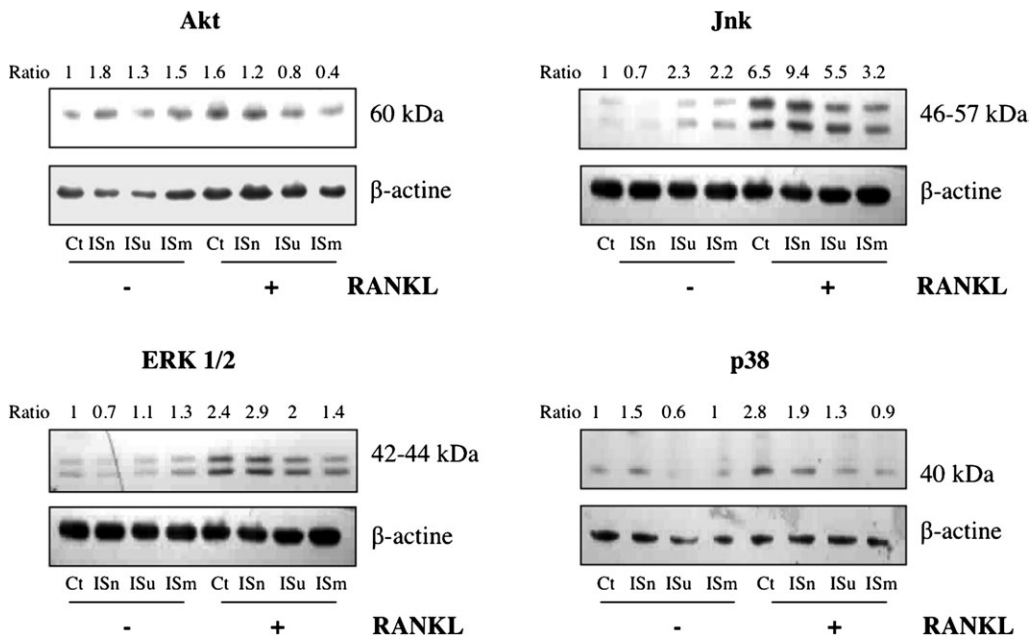 Akt
Ratio 1 1.8 1.3 1.5 1.6 1.2 0.8 0.4
60 kDa
β-actine
Ct ISn ISu ISm Ct ISn ISu ISm
- + RANKL
Jnk
Ratio 1 0.7 2.3 2.2 6.5 9.4 5.5 3.2
46-57 kDa
β-actine
Ct ISn ISu ISm Ct ISn ISu ISm
- + RANKL
ERK 1/2
Ratio 1 0.7 1.1 1.3 2.4 2.9 2 1.4
42-44 kDa
β-actine
Ct ISn ISu ISm Ct ISn ISu ISm
- + RANKL
p38
Ratio 1 1.5 0.6 1 2.8 1.9 1.3 0.9
40 kDa
β-actine
Ct ISn ISu ISm Ct ISn ISu ISm
- + RANKL